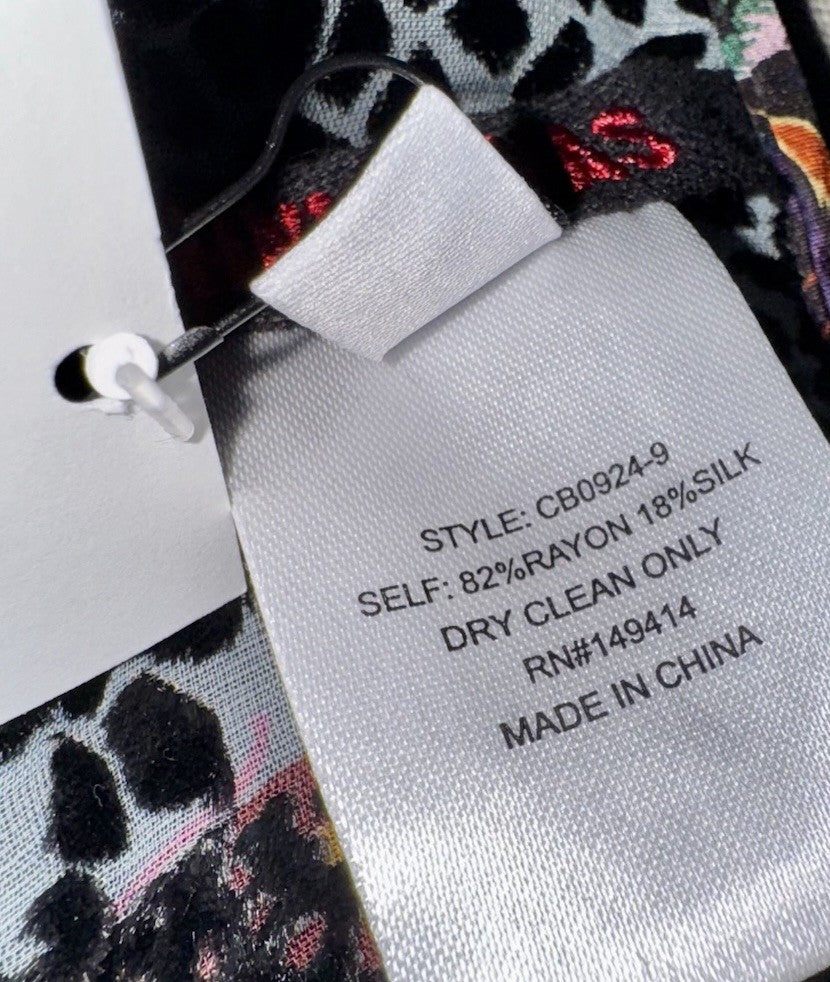 STYLE: CB0924-9
SELF: 82%RAYON 18%SILK
DRY CLEAN ONLY
RN#149414
MADE IN CHINA